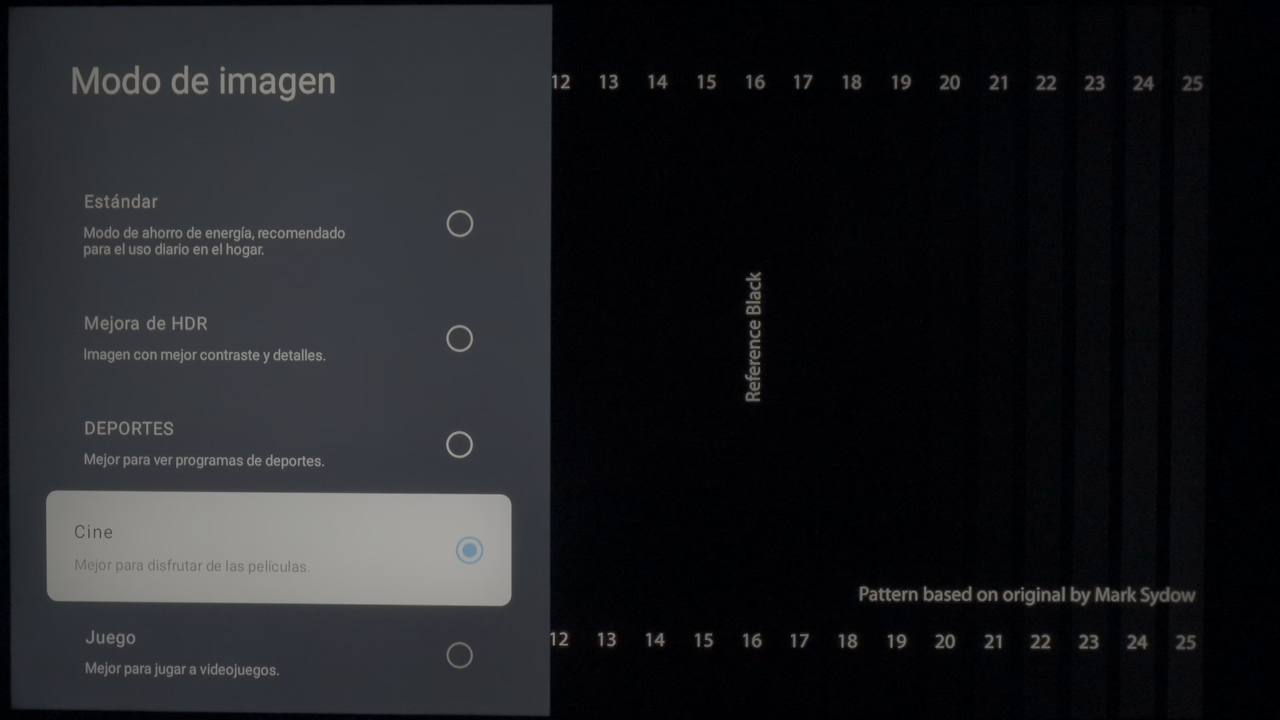 Modo de imagen
12 13 14 15 16 17 18 19 20 21 22 23 24 25
Estándar
Modo de ahorro de energía, recomendado
para el uso diario en el hogar.
Mejora de HDR
Imagen con mejor contraste y detalles.
Reference Black
DEPORTES
Mejor para ver programas de deportes.
Cine
Mejor para disfrutar de las películas.
Pattern based on original by Mark Sydow
Juego
Mejor para jugar a videojuegos.
12 13 14 15 16 17 18 19 20 21 22 23 24 25